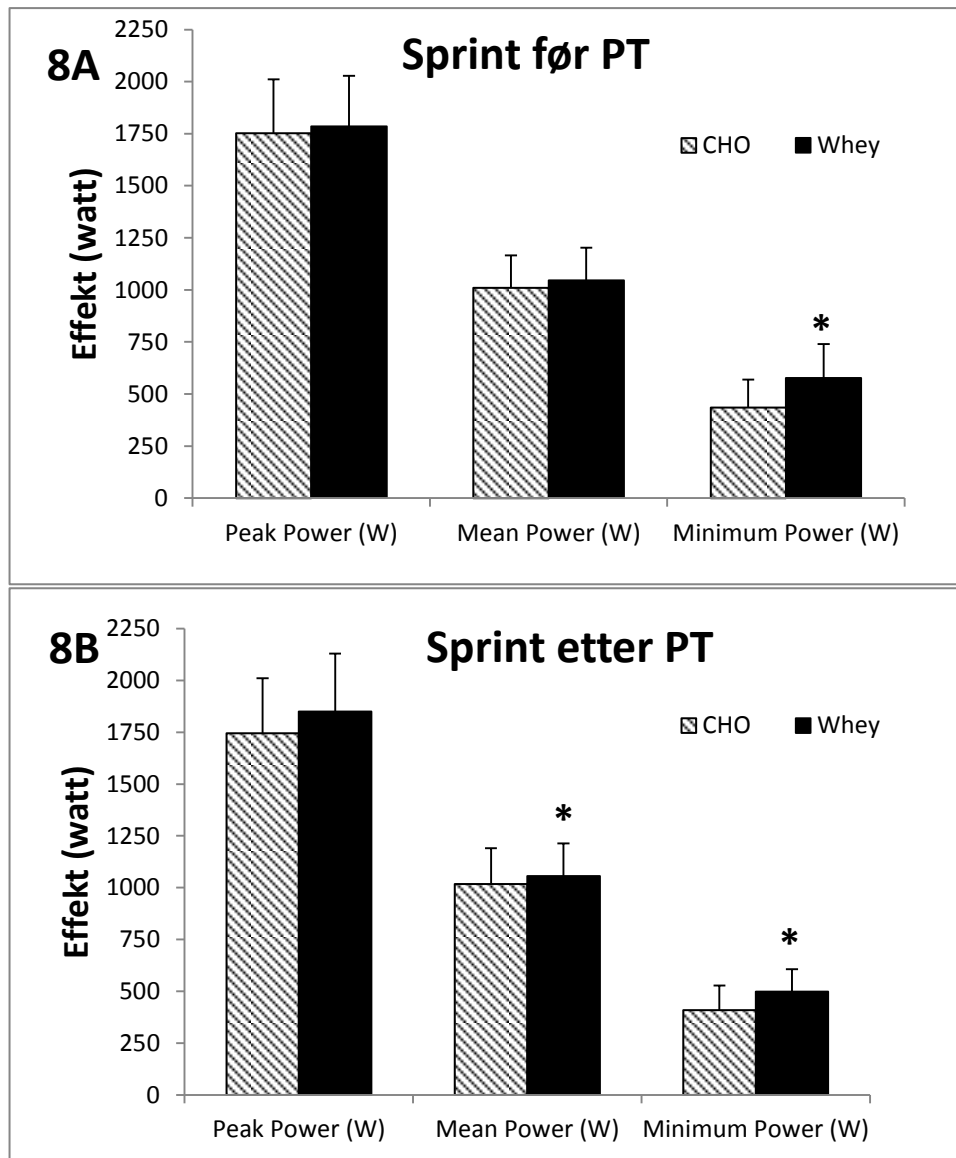 8A
Sprint før PT
Effekt (watt)
2250
2000
1750
1500
1250
1000
750
500
250
0
CHO Whey
*
Peak Power (W) Mean Power (W) Minimum Power (W)
8B
Sprint etter PT
Effekt (watt)
2250
2000
1750
1500
1250
1000
750
500
250
0
CHO Whey
*
*
Peak Power (W) Mean Power (W) Minimum Power (W)